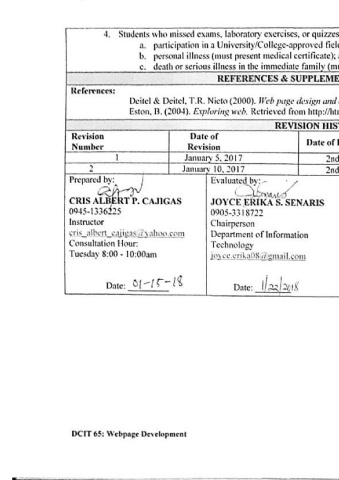 4. Students who missed exams, laboratory exercises, or quizzes
a. participation in a University/College-approved fiel
b. personal illness (must present medical certificate);
c. death or serious illness in the immediate family (mu
REFERENCES & SUPPLEME
References:
Deitel & Deitel, T.R. Nieto (2000). Web page design and
Eston, B. (2004). Exploring web. Retrieved from http://ht
REVISION HIS
Revision Number
Date of Revision
Date of I
1
January 5, 2017
2nd
2
January 10, 2017
2nd
Prepared by:
CRIS ALBERT P. CAJIGAS
0945-1336225
Instructor
cris_albert_cajigas@yahoo.com
Consultation Hour:
Tuesday 8:00 - 10:00am
Date: 01-15-18
Evaluated by:
JOYCE ERIKA S. SENARIS
0905-3318722
Chairperson
Department of Information
Technology
joyce.erika08@gmail.com
Date: 1/22/2018
DCIT 65: Webpage Development